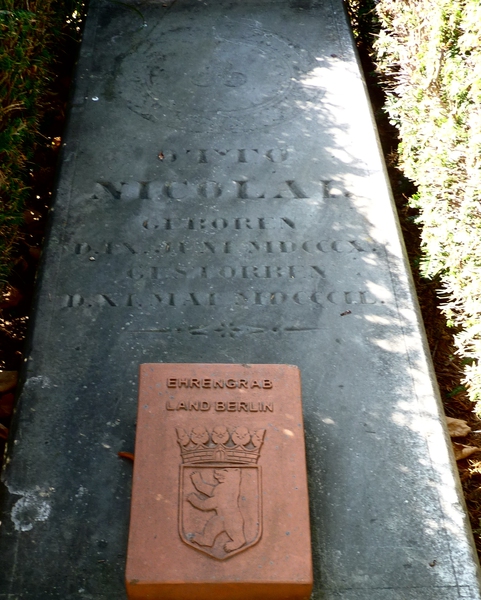 OTTO
NICOLAI.
GEBOREN
D. IX. JUNI MDCCCX.
GESTORBEN
D. XI. MAI MDCCCIL.
EHRENGRAB
LAND BERLIN